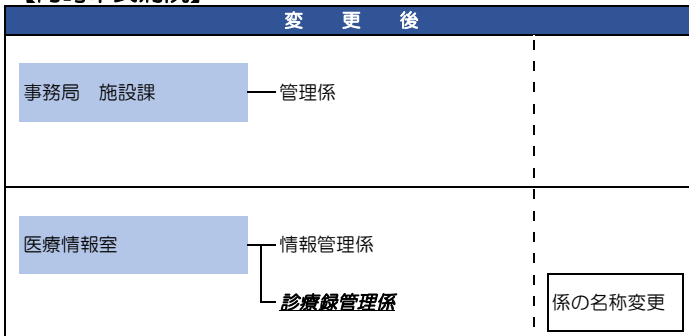 変　更　後
事務局　施設課　管理係
医療情報室　情報管理係
診療録管理係　係の名称変更